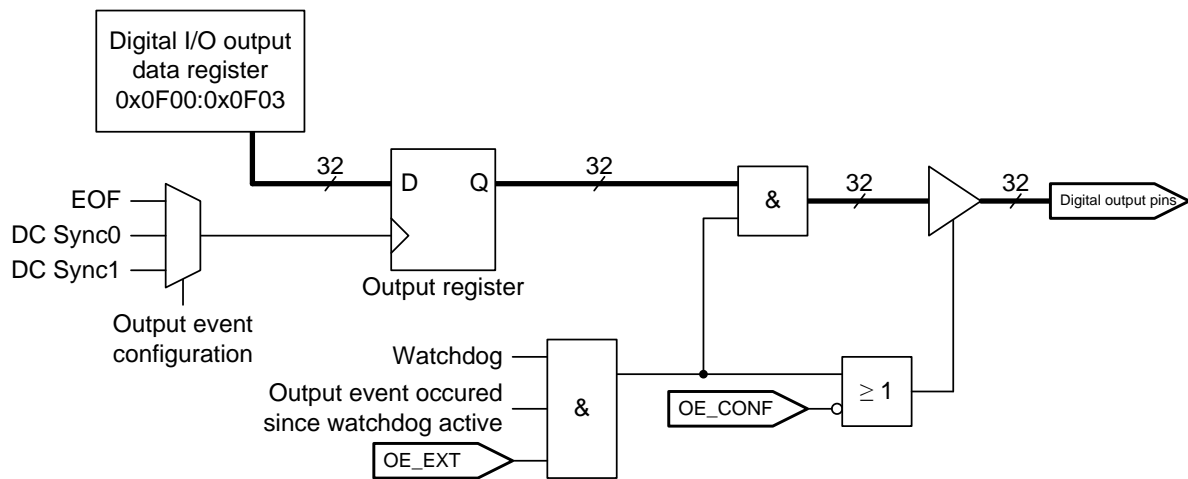 Digital I/O output
data register
0x0F00:0x0F03
32
32
32
32
D
Q
&
Digital output pins
EOF
DC Sync0
DC Sync1
Output register
Output event
configuration
Watchdog
Output event occured
since watchdog active
OE_EXT
&
OE_CONF
≥ 1